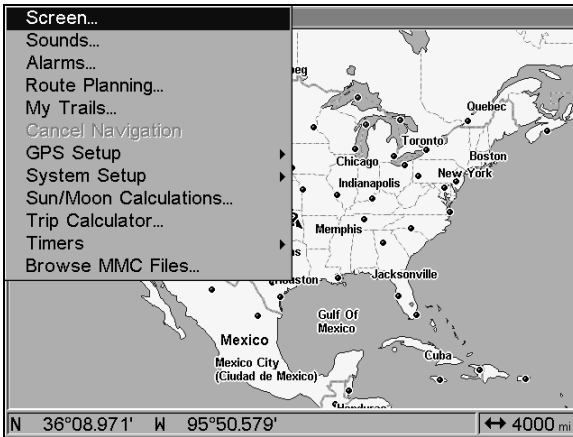 Screen...
Sounds...
Alarms...
Route Planning...
My Trails...
Cancel Navigation
GPS Setup
System Setup
Sun/Moon Calculations...
Trip Calculator...
Timers
Browse MMC Files...
Quebec
Toronto
Boston
Chicago
New York
Indianapolis
Memphis
Jacksonville
Gulf Of
Mexico
Mexico
Mexico City
(Ciudad de Mexico)
Cuba
N 36°08.971' W 95°50.579'
↔ 4000 mi